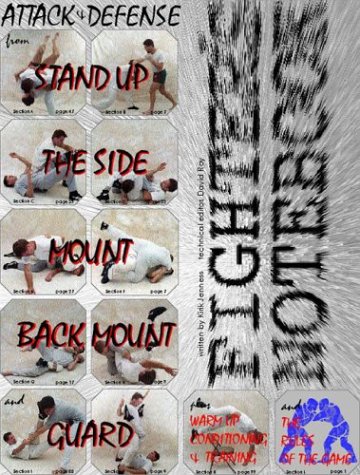 ATTACK & DEFENSE
from
STAND UP
THE SIDE
MOUNT
BACK MOUNT
and
GUARD
FIGHTER'S
NOTEBOOK
written by Kirk Jenness technical editor David Roy
plus
WARM UP
CONDITIONING
& TRAINING
and
THE
RULES
OF THE GAME